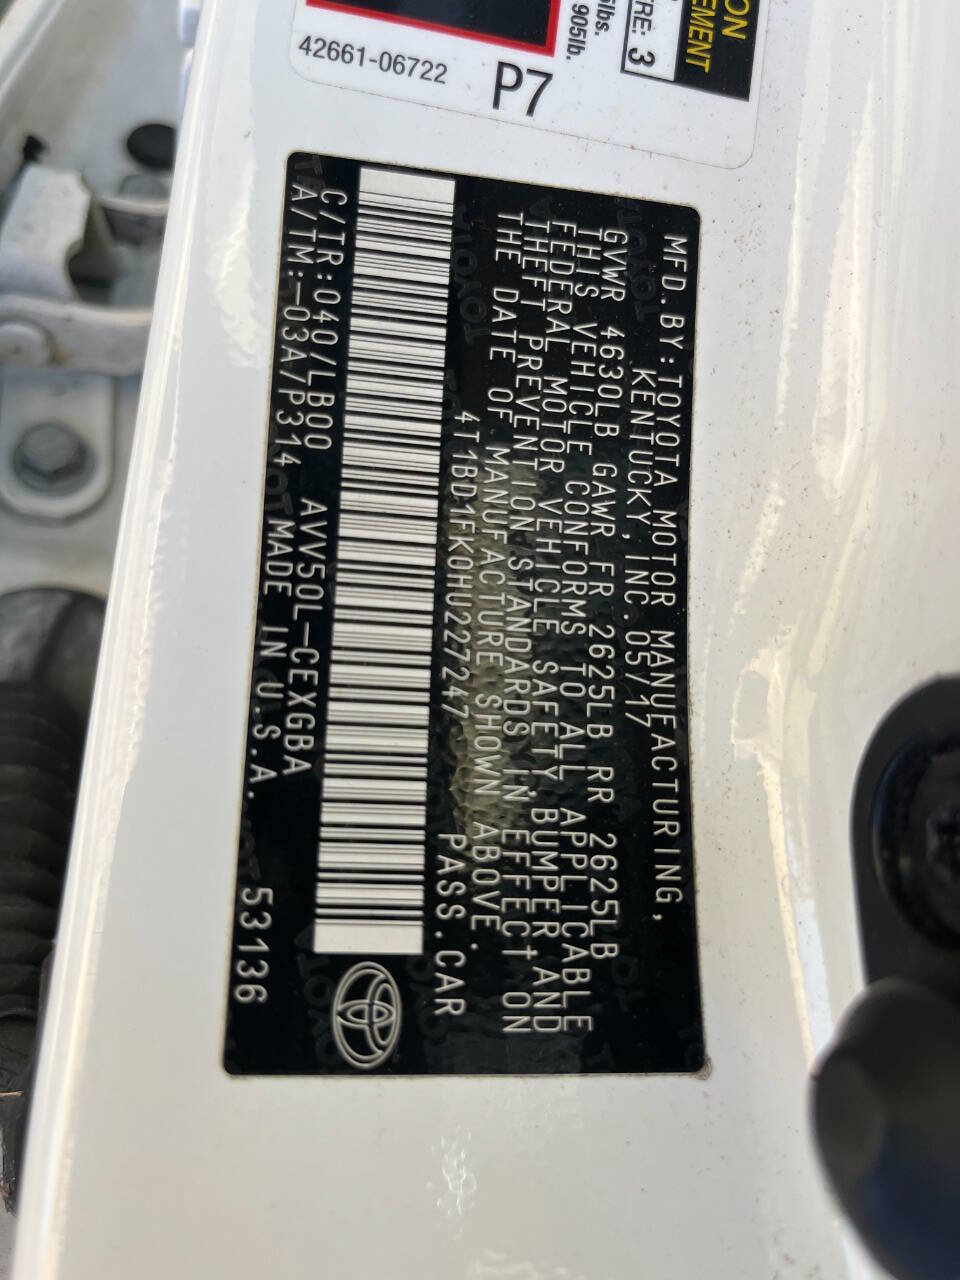 42661-06722
P7
905lb.
lbs.
3
MFD.BY:TOYOTA MOTOR MANUFACTURING,
KENTUCKY,INC.05/17
GVWR 4630LB GAWR FR 2625LB RR 2625LB
THIS VEHICLE CONFORMS TO ALL APPLICABLE
FEDERAL MOTOR VEHICLE SAFETY,BUMPER,AND
THEFT PREVENTION STANDARDS IN EFFECT ON
THE DATE OF MANUFACTURE SHOWN ABOVE.
4T1BD1FK0HU227247 PASS.CAR
C/TR:040/LB00 AVV50L-CEXGBA
A/TM:-03A/P314 MADE IN U.S.A. 53136